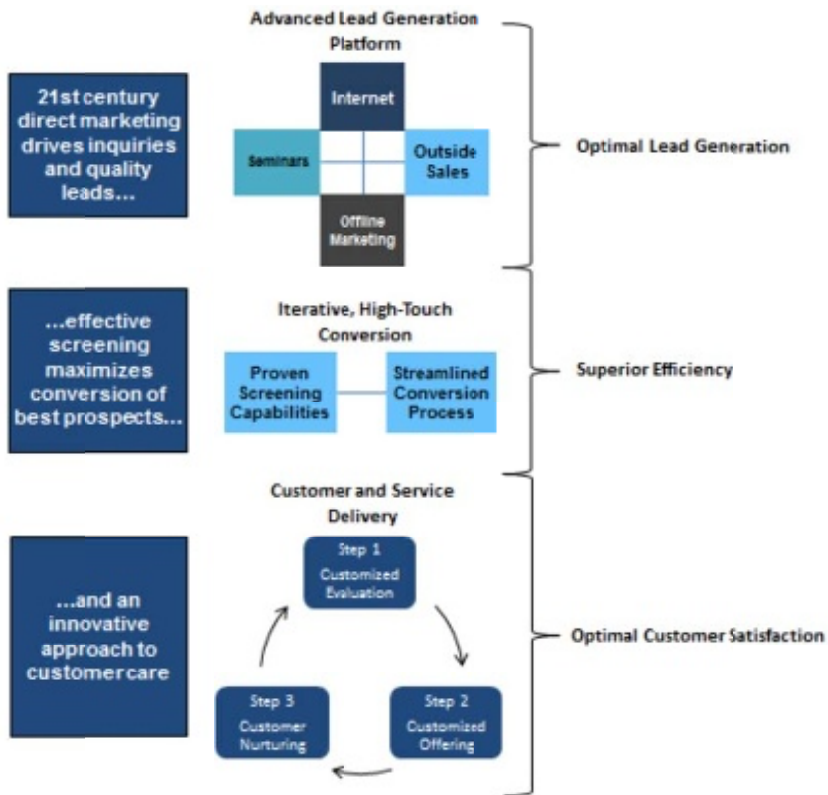 Advanced Lead Generation
Platform
21st century
direct marketing
drives inquiries
and quality
leads...
Internet
Seminars
Outside
Sales
Offline
Marketing
Optimal Lead Generation
...effective
screening
maximizes
conversion of
best prospects...
Iterative, High-Touch
Conversion
Proven
Screening
Capabilities
Streamlined
Conversion
Process
Superior Efficiency
Customer and Service
Delivery
...and an
innovative
approach to
customer care
Step 1
Customized
Evaluation
Step 2
Customized
Offering
Step 3
Customer
Nurturing
Optimal Customer Satisfaction